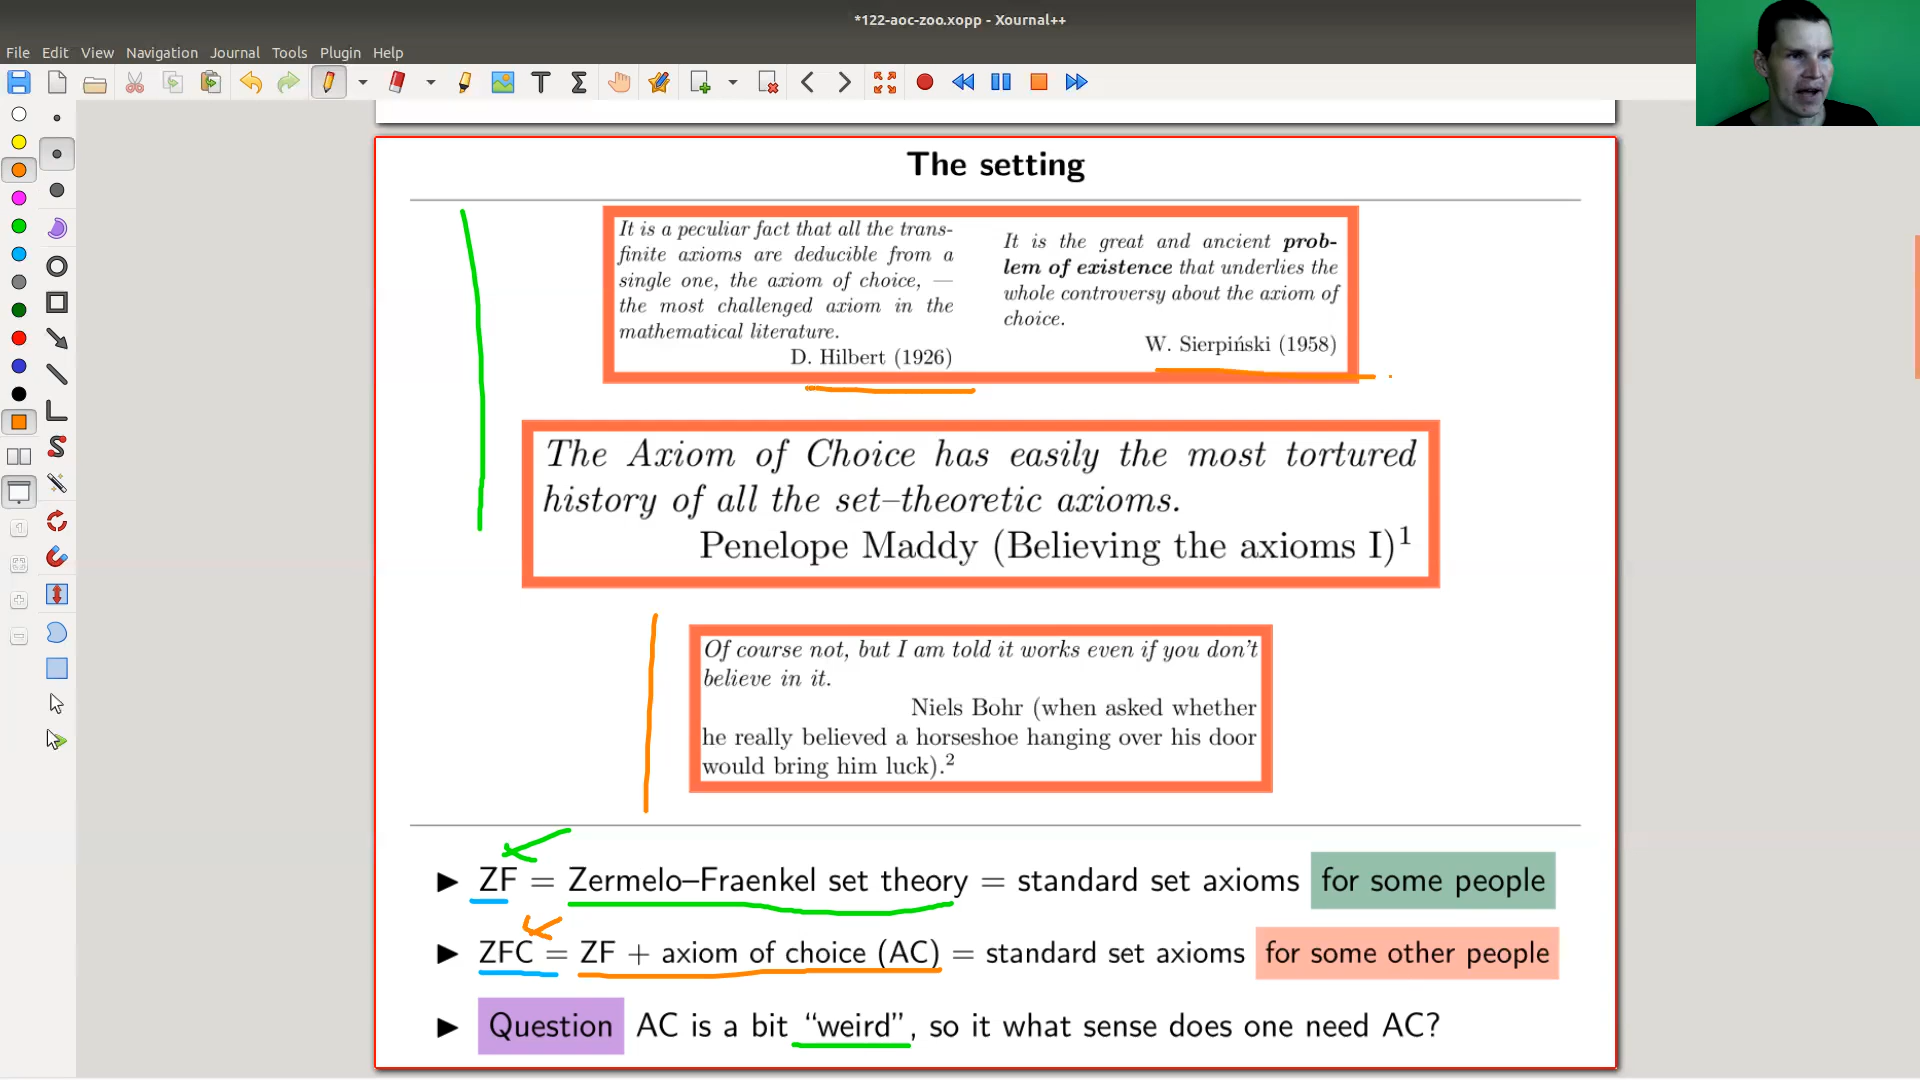 *122-aoc-zoo.xopp - Xournal++
File Edit View Navigation Journal Tools Plugin Help
The setting
It is a peculiar fact that all the trans-
finite axioms are deducible from a
single one, the axiom of choice, —
the most challenged axiom in the
mathematical literature.
D. Hilbert (1926)
It is the great and ancient prob-
lem of existence that underlies the
whole controversy about the axiom of
choice.
W. Sierpiński (1958)
The Axiom of Choice has easily the most tortured
history of all the set–theoretic axioms.
Penelope Maddy (Believing the axioms I)¹
Of course not, but I am told it works even if you don't
believe in it.
Niels Bohr (when asked whether
he really believed a horseshoe hanging over his door
would bring him luck).²
► ZF = Zermelo–Fraenkel set theory = standard set axioms for some people
► ZFC = ZF + axiom of choice (AC) = standard set axioms for some other people
► Question AC is a bit “weird”, so it what sense does one need AC?